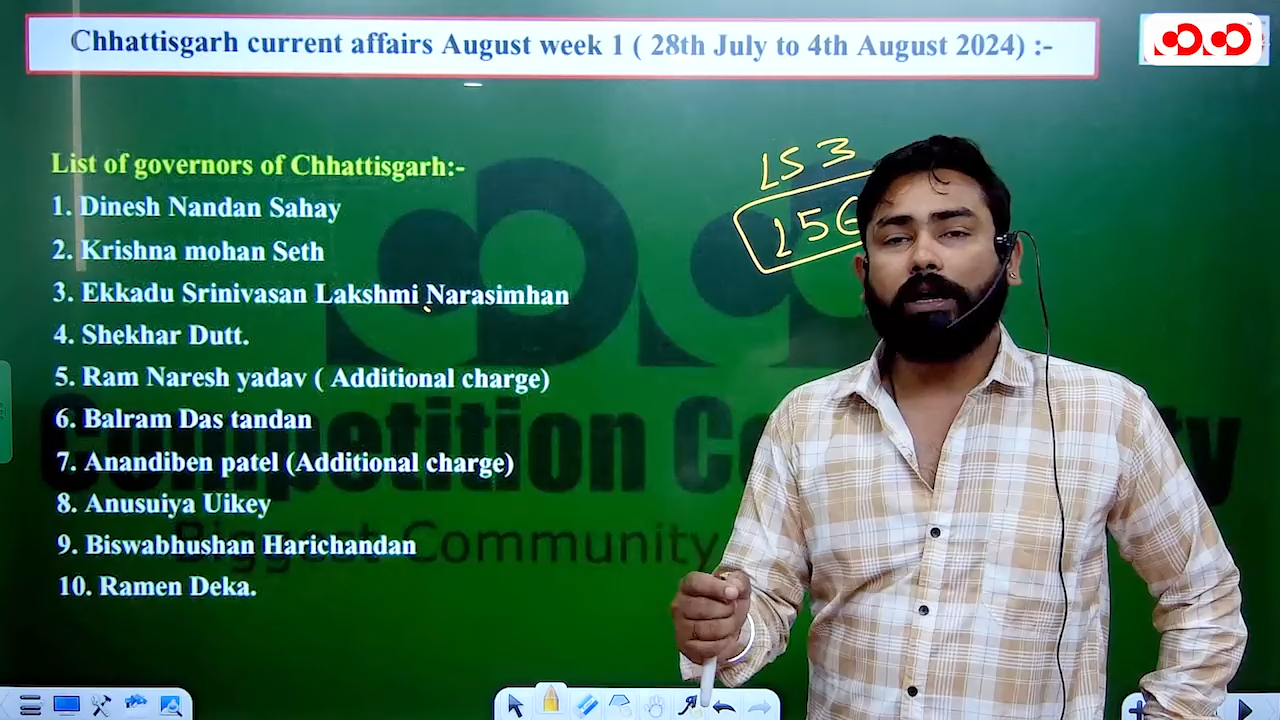 Chhattisgarh current affairs August week 1 ( 28th July to 4th August 2024) :-
153
156
List of governors of Chhattisgarh:-
1. Dinesh Nandan Sahay
2. Krishna mohan Seth
3. Ekkadu Srinivasan Lakshmi Narasimhan
4. Shekhar Dutt.
5. Ram Naresh yadav ( Additional charge)
6. Balram Das tandan
7. Anandiben patel (Additional charge)
8. Anusuiya Uikey
9. Biswabhushan Harichandan
10. Ramen Deka.
Competition
Biggest Community